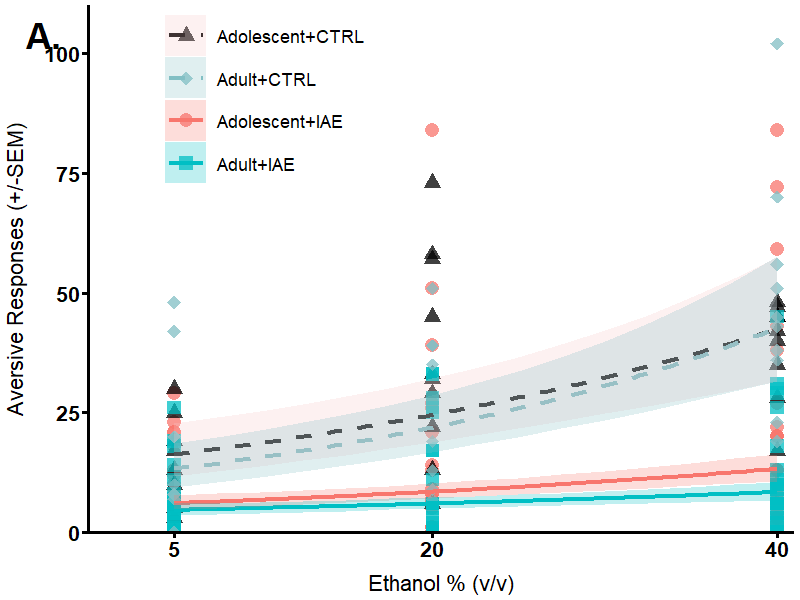 A.
Adolescent+CTRL
Adult+CTRL
Adolescent+IAE
Adult+IAE
100
75
50
25
0
Aversive Responses (+/-SEM)
5 20 40
Ethanol % (v/v)